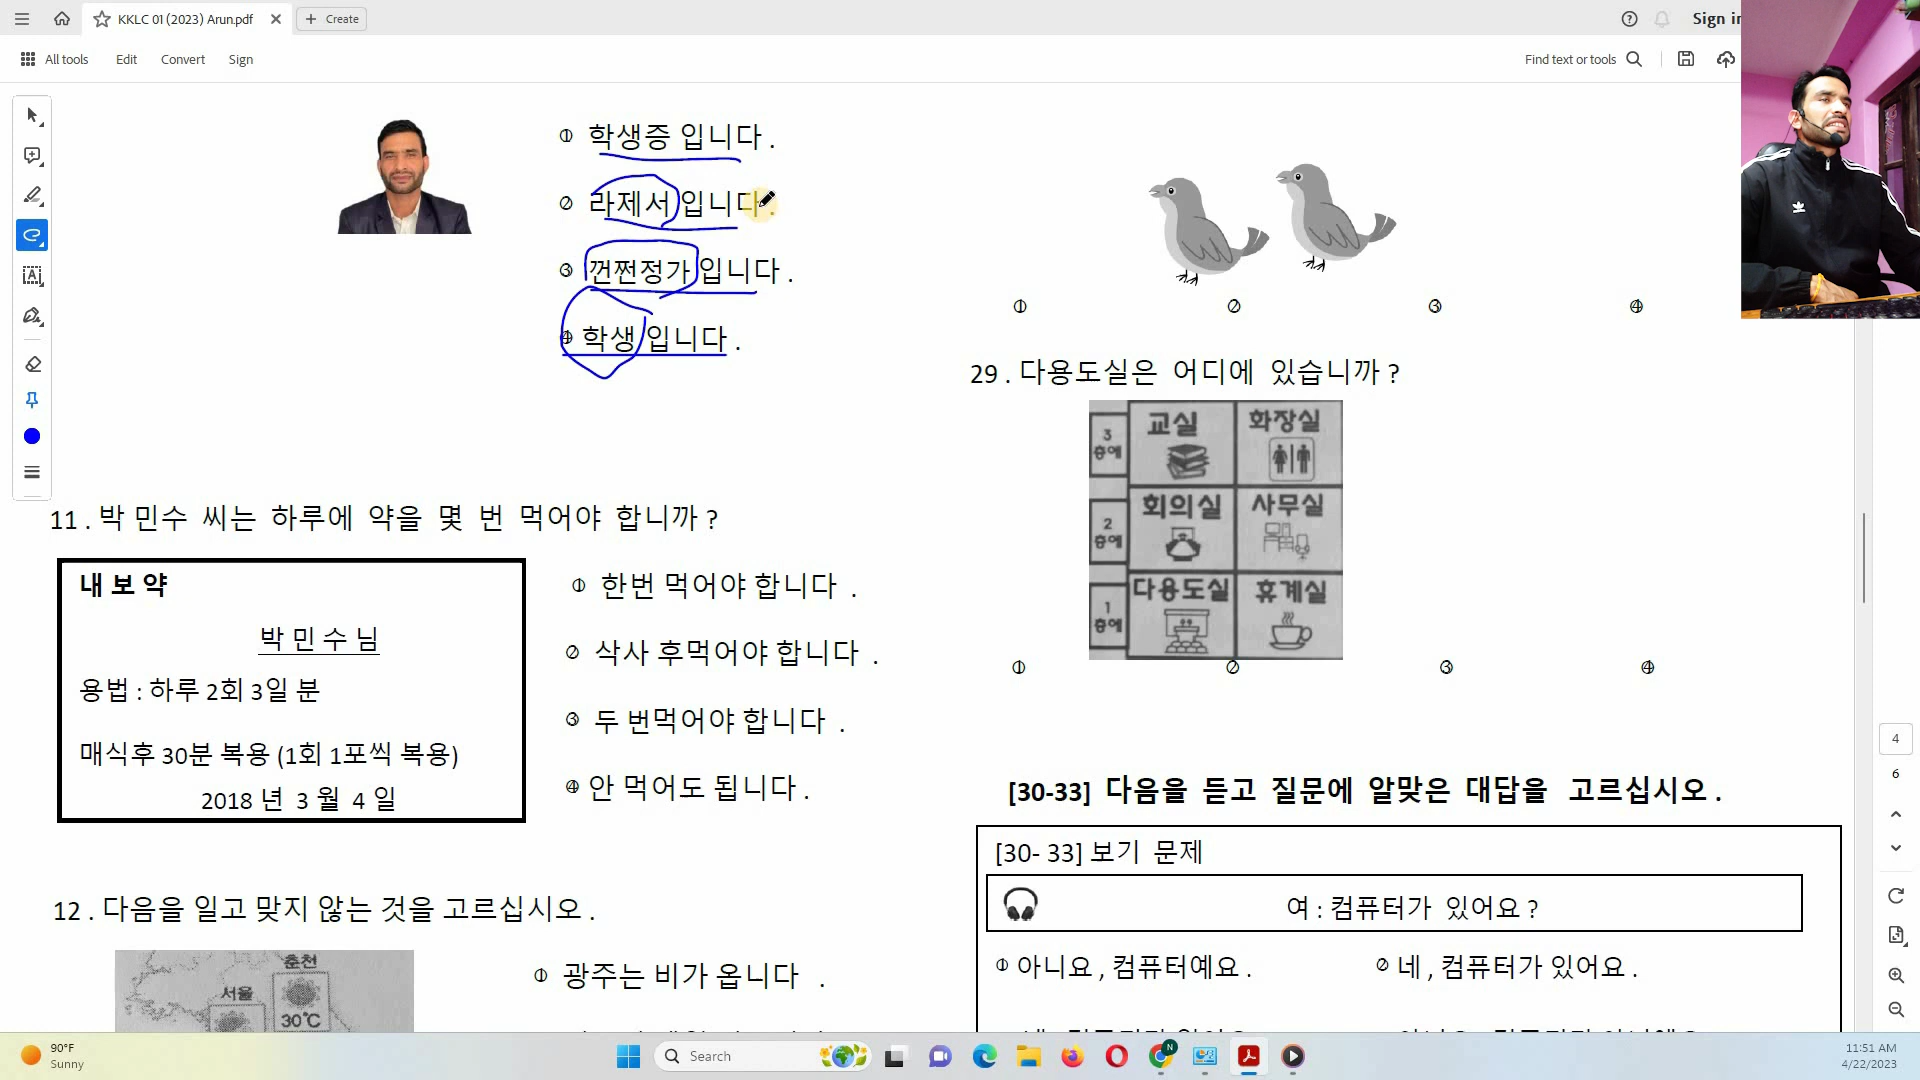 KKLC 01 (2023) Arun.pdf
Create
Sign in
All tools
Edit
Convert
Sign
Find text or tools
① 학생증 입니다 .
② 라제서 입니다 .
③ 껀쩐정가 입니다 .
④ 학생 입니다 .
11 . 박 민수 씨는 하루에 약을 몇 번 먹어야 합니까 ?
내 보 약
박 민 수 님
용법 : 하루 2회 3일 분
매식후 30분 복용 (1회 1포씩 복용)
2018 년 3 월 4 일
① 한번 먹어야 합니다 .
② 삭사 후먹어야 합니다 .
③ 두 번먹어야 합니다 .
④ 안 먹어도 됩니다 .
12 . 다음을 일고 맞지 않는 것을 고르십시오 .
춘천
서울
30°C
① 광주는 비가 옵니다 .
① ② ③ ④
29 . 다용도실은 어디에 있습니까 ?
3층에 교실 화장실
2층에 회의실 사무실
1층에 다용도실 휴계실
① ② ③ ④
[30-33] 다음을 듣고 질문에 알맞은 대답을 고르십시오 .
[30- 33] 보기 문제
여 : 컴퓨터가 있어요 ?
① 아니요 , 컴퓨터예요 .
② 네 , 컴퓨터가 있어요 .
4
6
90°F
Sunny
Search
N
11:51 AM
4/22/2023